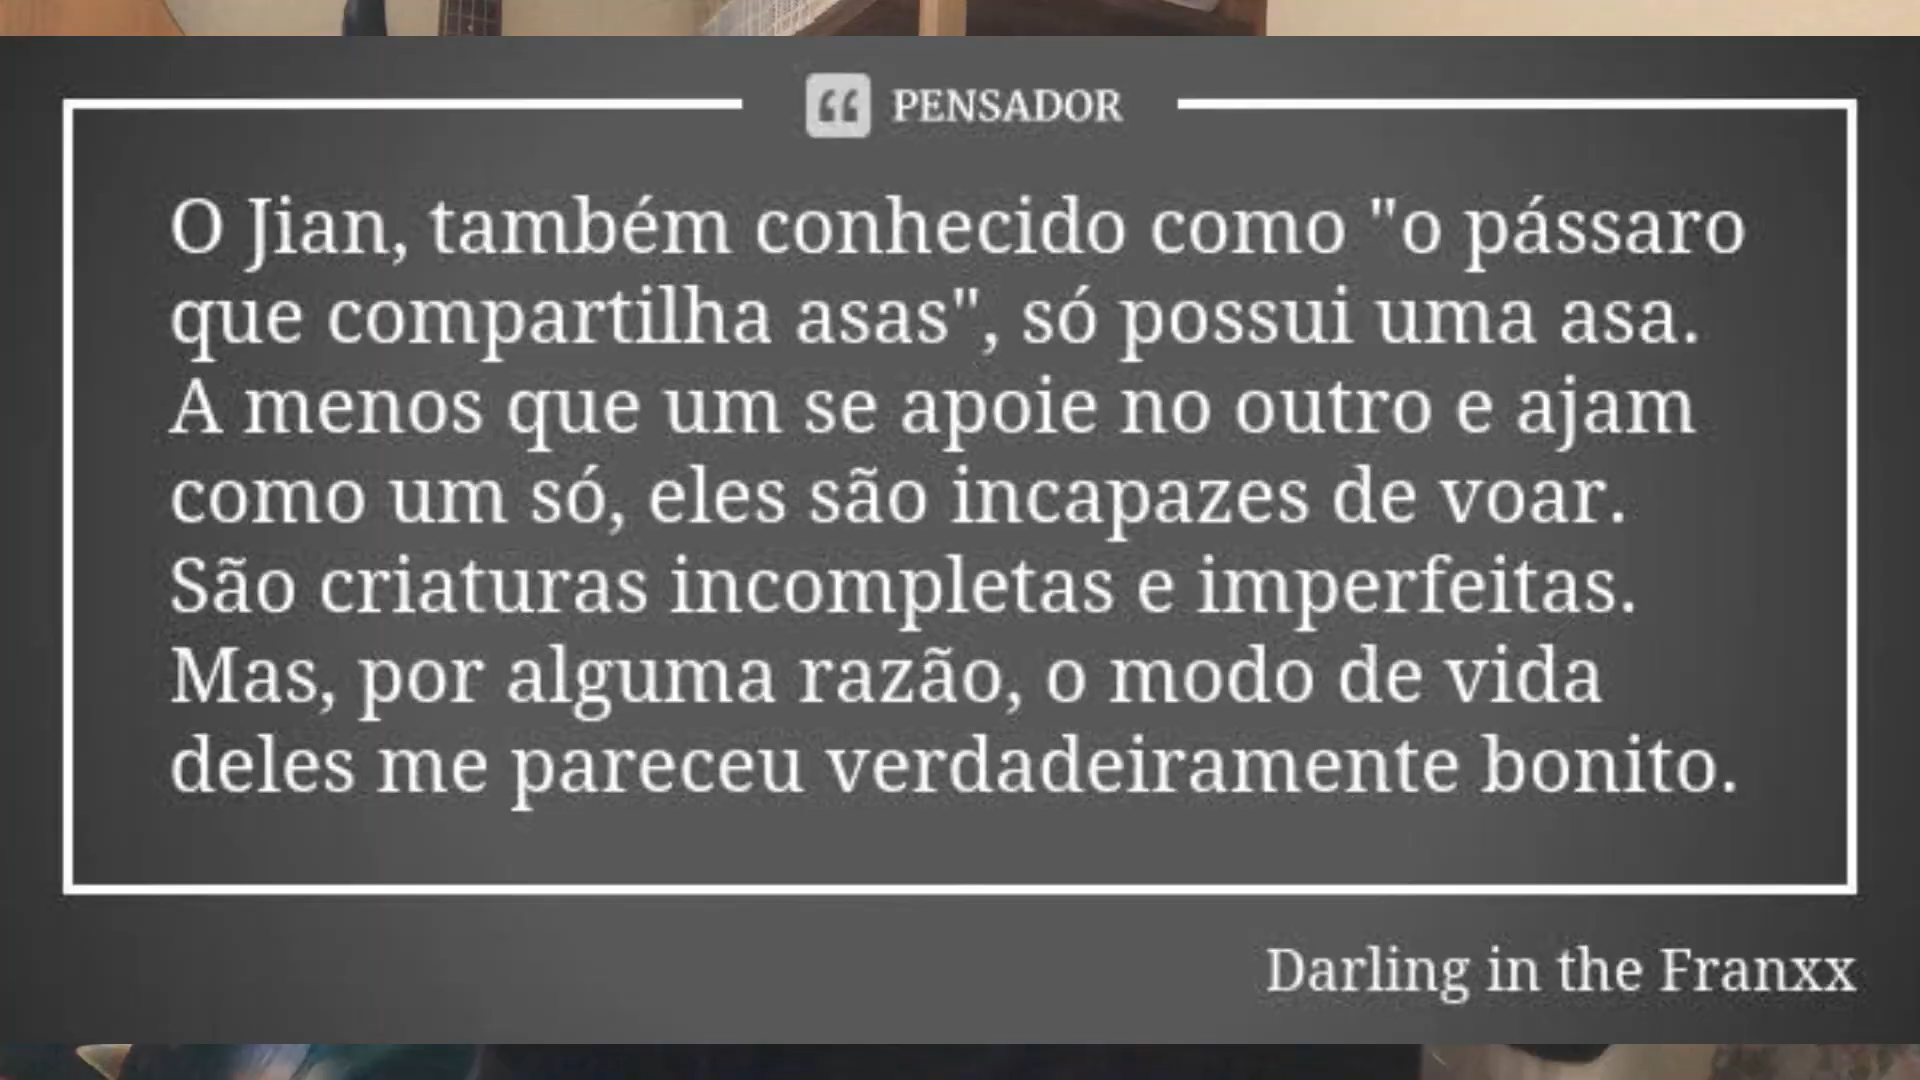 PENSADOR
O Jian, também conhecido como "o pássaro
que compartilha asas", só possui uma asa.
A menos que um se apoie no outro e ajam
como um só, eles são incapazes de voar.
São criaturas incompletas e imperfeitas.
Mas, por alguma razão, o modo de vida
deles me pareceu verdadeiramente bonito.
Darling in the Franxx